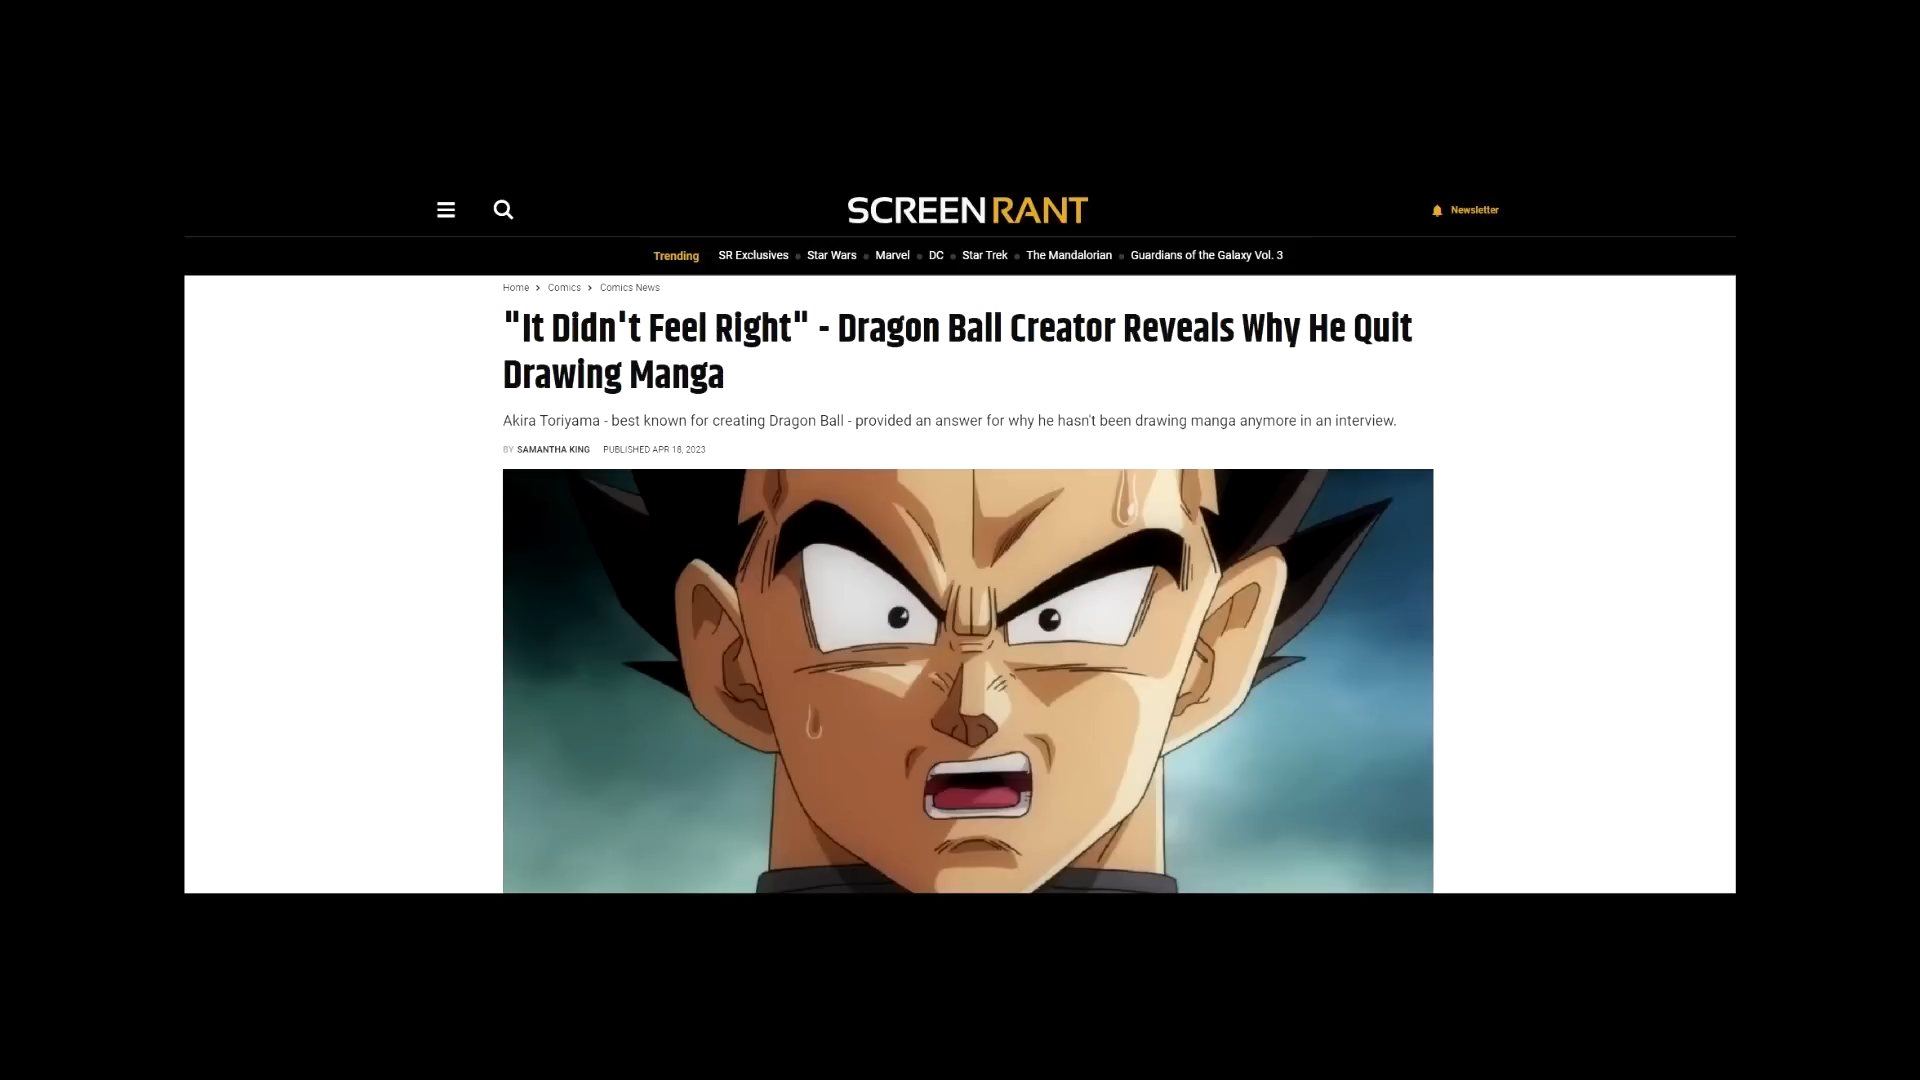 SCREENRANT
Newsletter
Trending SR Exclusives Star Wars Marvel DC Star Trek The Mandalorian Guardians of the Galaxy Vol. 3
Home > Comics > Comics News
"It Didn't Feel Right" - Dragon Ball Creator Reveals Why He Quit
Drawing Manga
Akira Toriyama - best known for creating Dragon Ball - provided an answer for why he hasn't been drawing manga anymore in an interview.
BY SAMANTHA KING PUBLISHED APR 18, 2023